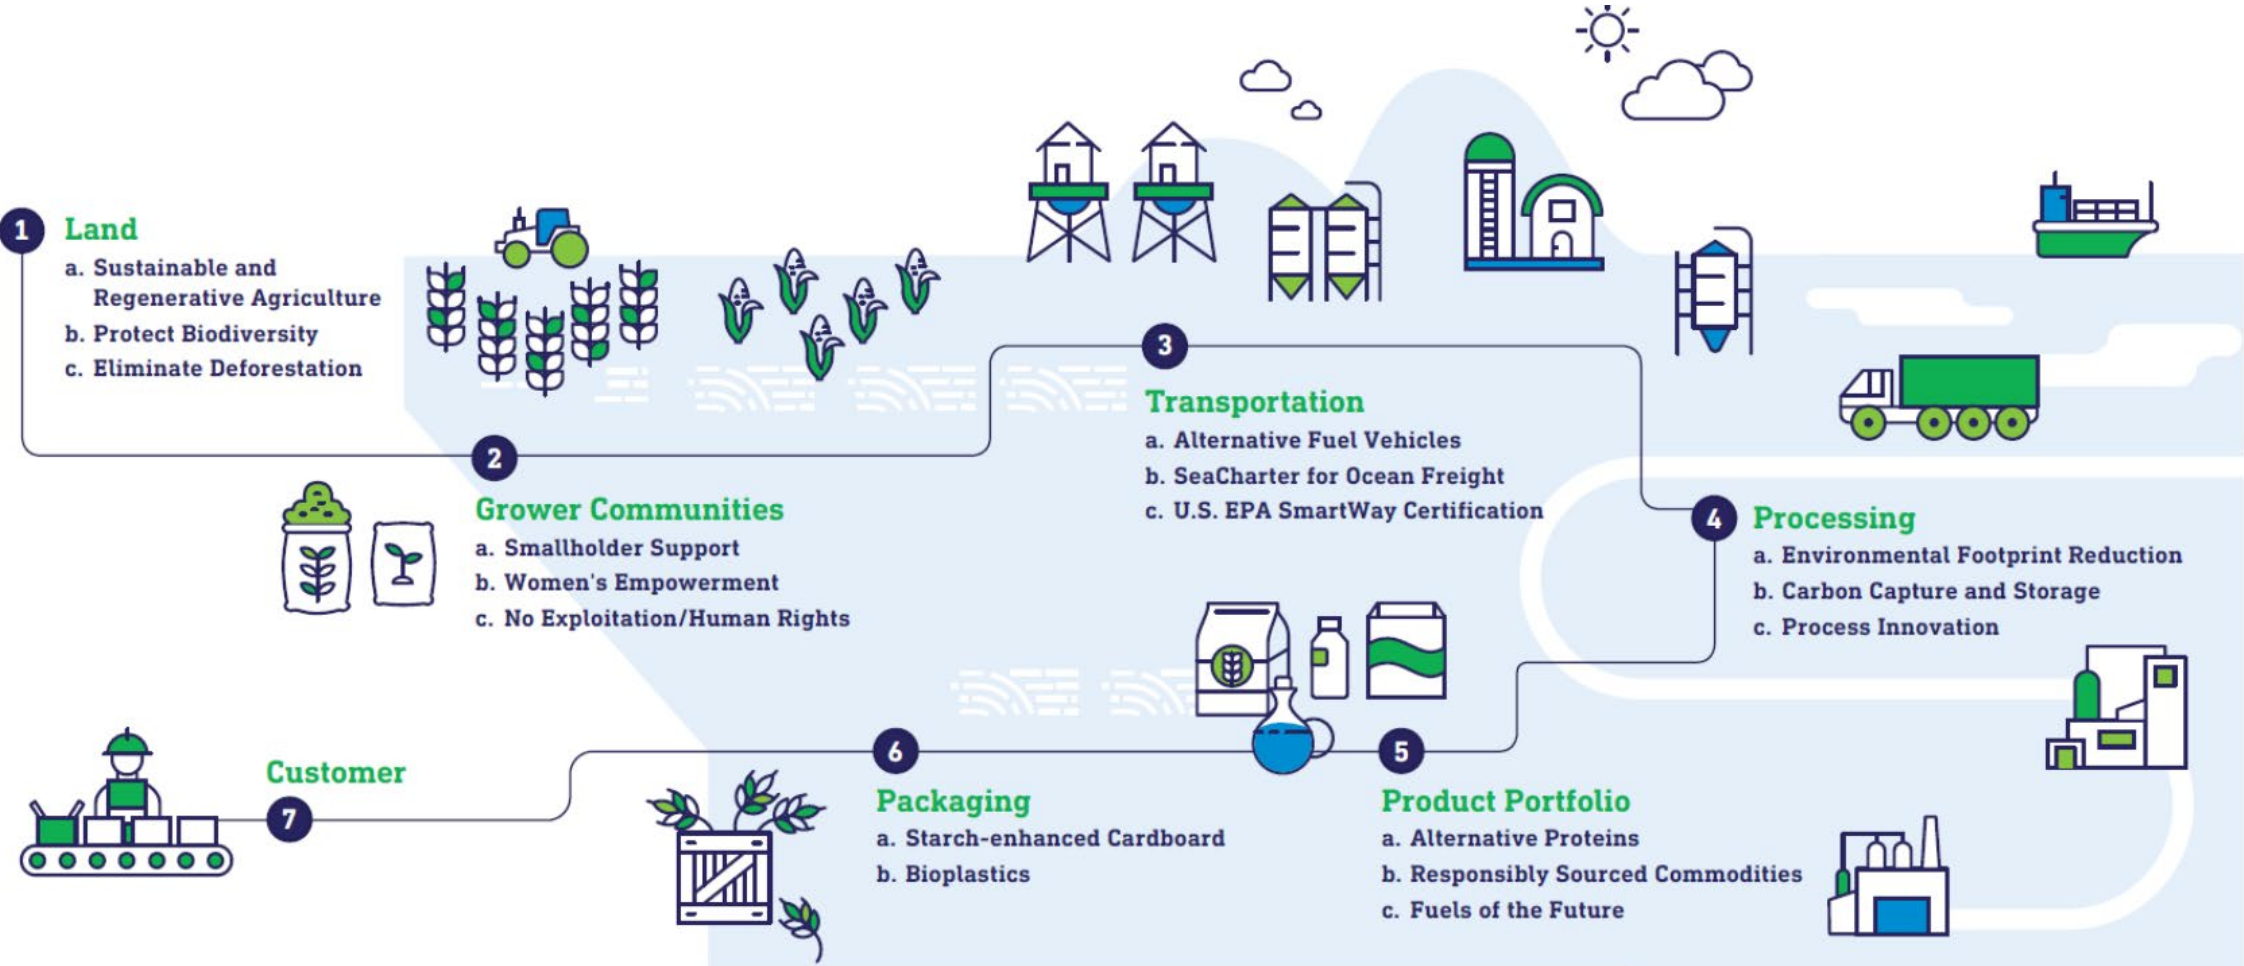 1
Land
a. Sustainable and
Regenerative Agriculture
b. Protect Biodiversity
c. Eliminate Deforestation
2
Grower Communities
a. Smallholder Support
b. Women's Empowerment
c. No Exploitation/Human Rights
3
Transportation
a. Alternative Fuel Vehicles
b. SeaCharter for Ocean Freight
c. U.S. EPA SmartWay Certification
4
Processing
a. Environmental Footprint Reduction
b. Carbon Capture and Storage
c. Process Innovation
5
Product Portfolio
a. Alternative Proteins
b. Responsibly Sourced Commodities
c. Fuels of the Future
6
Packaging
a. Starch-enhanced Cardboard
b. Bioplastics
Customer
7